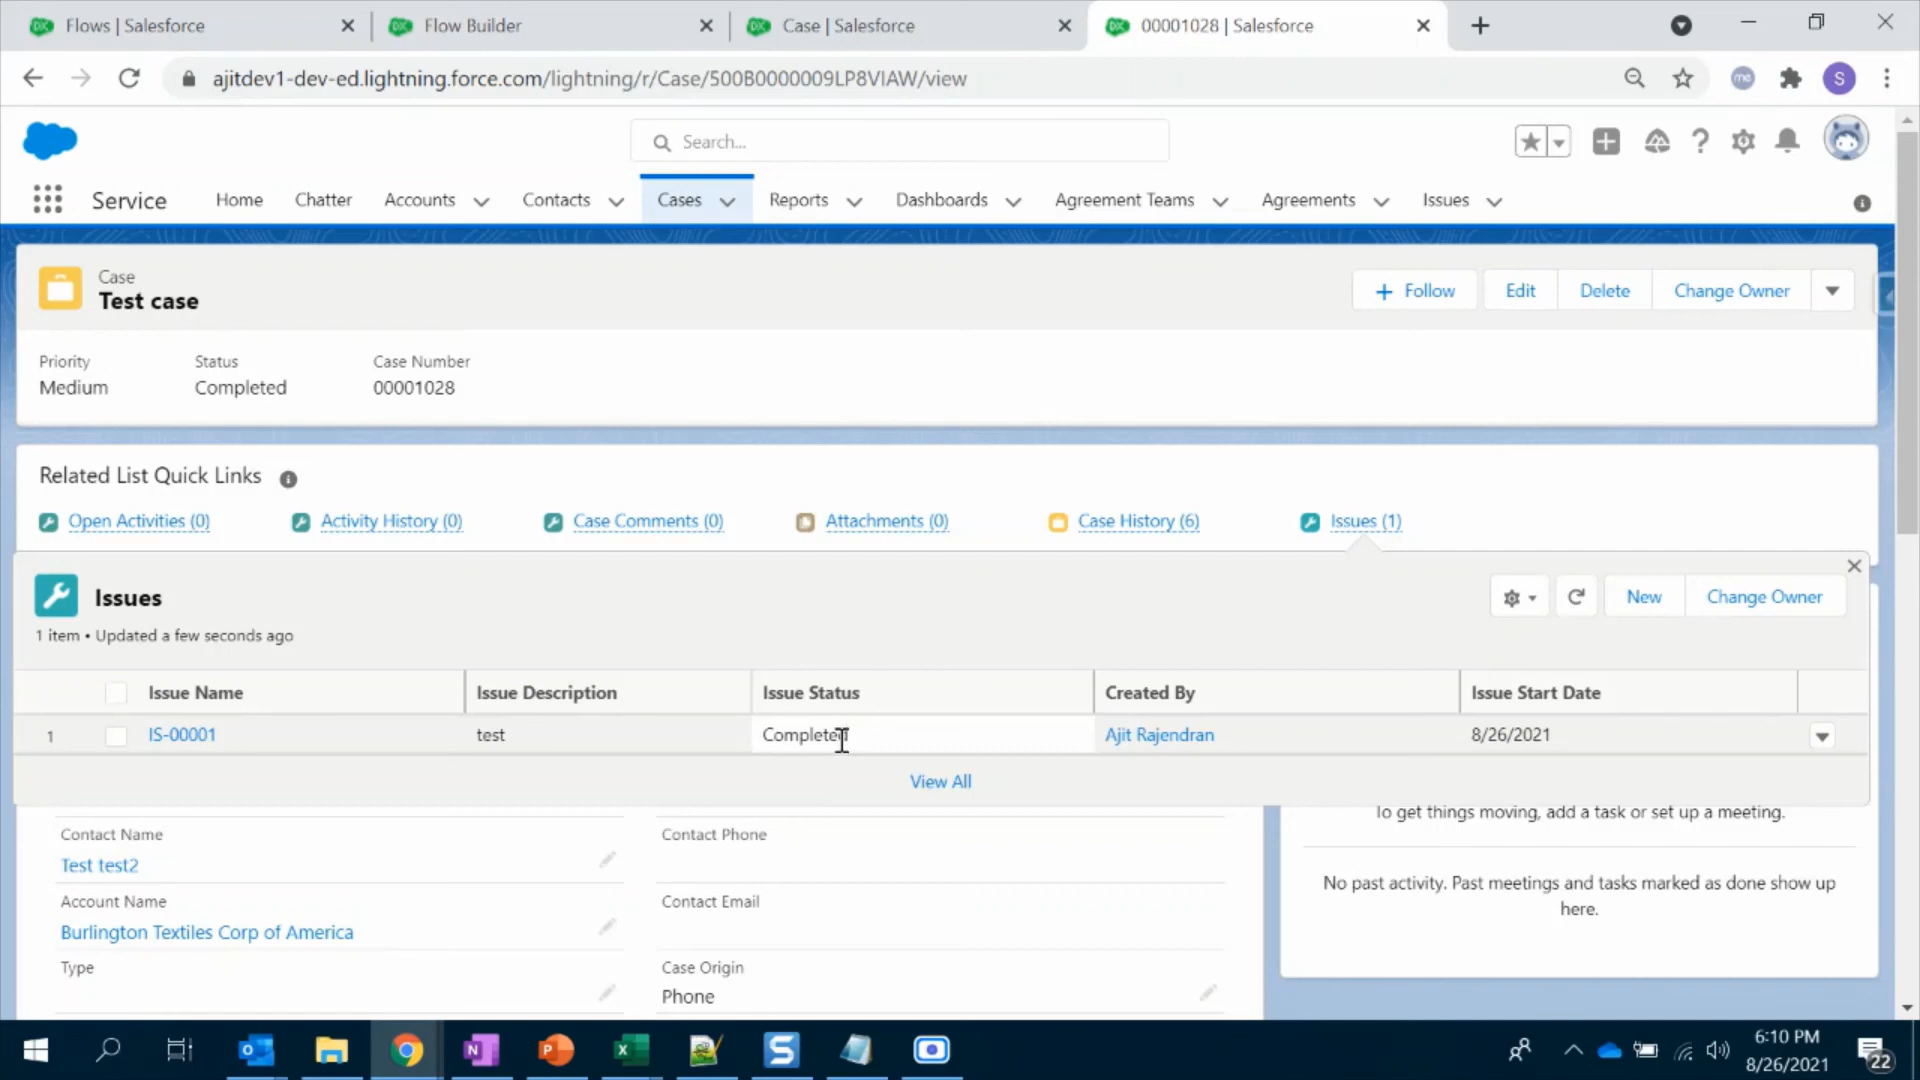 Flows | Salesforce
Flow Builder
Case | Salesforce
00001028 | Salesforce
ajitdev1-dev-ed.lightning.force.com/lightning/r/Case/500B0000009LP8VIAW/view
me
S
Search...
Service
Home
Chatter
Accounts
Contacts
Cases
Reports
Dashboards
Agreement Teams
Agreements
Issues
Case
Test case
+ Follow
Edit
Delete
Change Owner
Priority
Status
Case Number
Medium
Completed
00001028
Related List Quick Links
Open Activities (0)
Activity History (0)
Case Comments (0)
Attachments (0)
Case History (6)
Issues (1)
Issues
New
Change Owner
1 item • Updated a few seconds ago
Issue Name
Issue Description
Issue Status
Created By
Issue Start Date
1
IS-00001
test
Completed
Ajit Rajendran
8/26/2021
View All
To get things moving, add a task or set up a meeting.
Contact Name
Contact Phone
Test test2
No past activity. Past meetings and tasks marked as done show up
here.
Account Name
Contact Email
Burlington Textiles Corp of America
Type
Case Origin
Phone
6:10 PM
8/26/2021
22